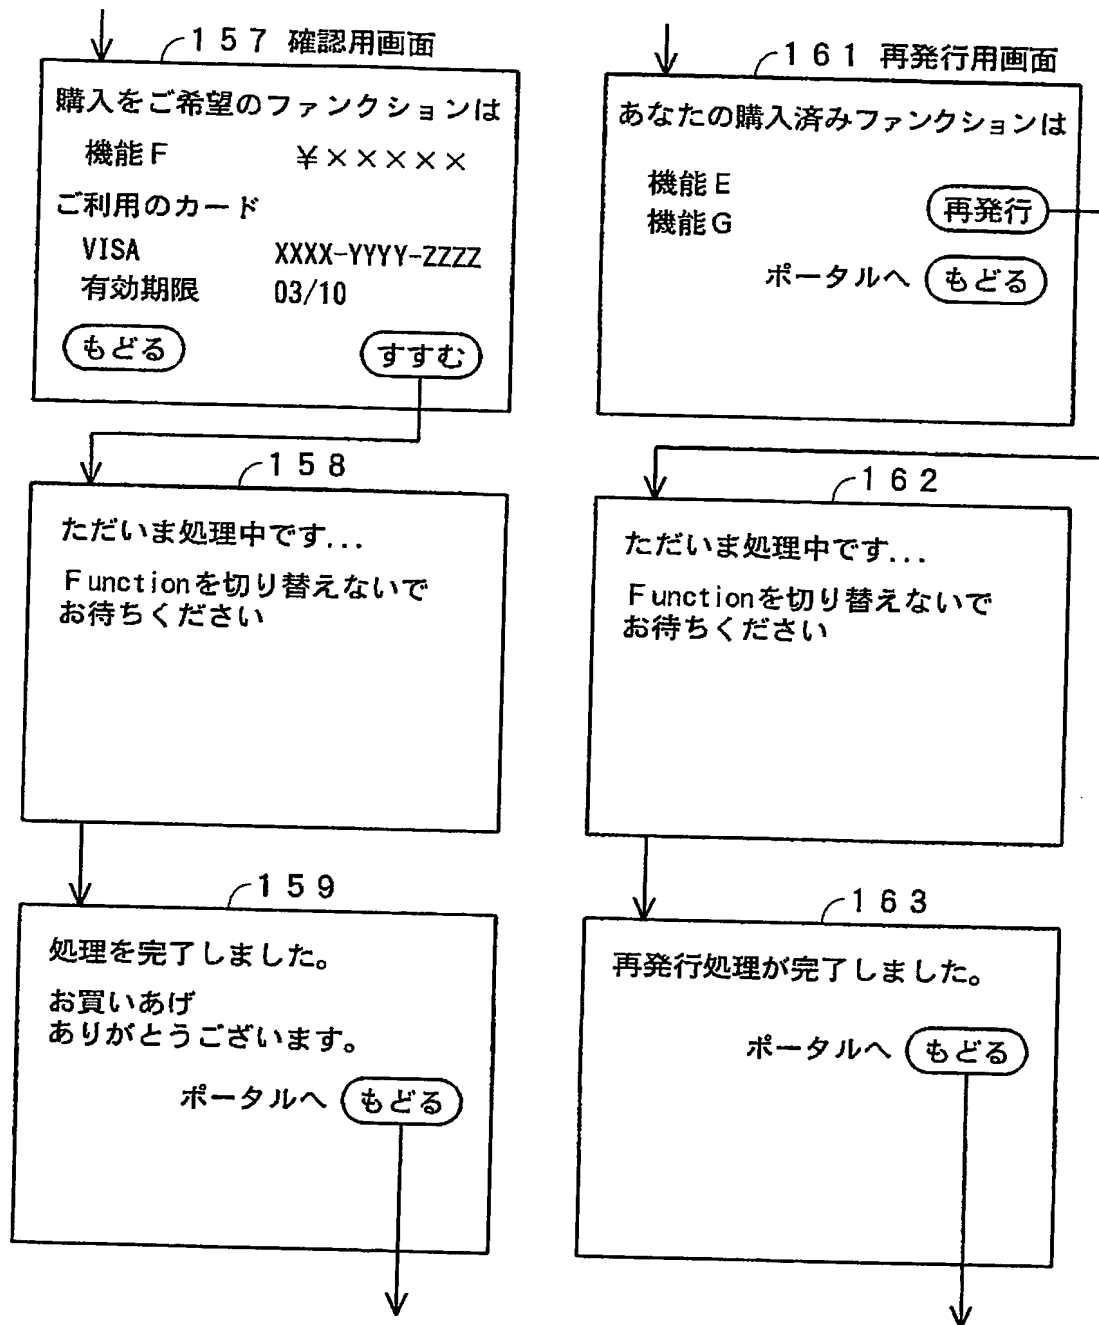 157 確認用画面
購入をご希望のファンクションは
機能F ￥×××××
ご利用のカード
VISA XXXX-YYYY-ZZZZ
有効期限 03/10
もどる すすむ
158
ただいま処理中です...
Functionを切り替えないで
お待ちください
159
処理を完了しました。
お買いあげ
ありがとうございます。
ポータルへ もどる
161 再発行用画面
あなたの購入済みファンクションは
機能E
機能G
再発行
ポータルへ もどる
162
ただいま処理中です...
Functionを切り替えないで
お待ちください
163
再発行処理が完了しました。
ポータルへ もどる